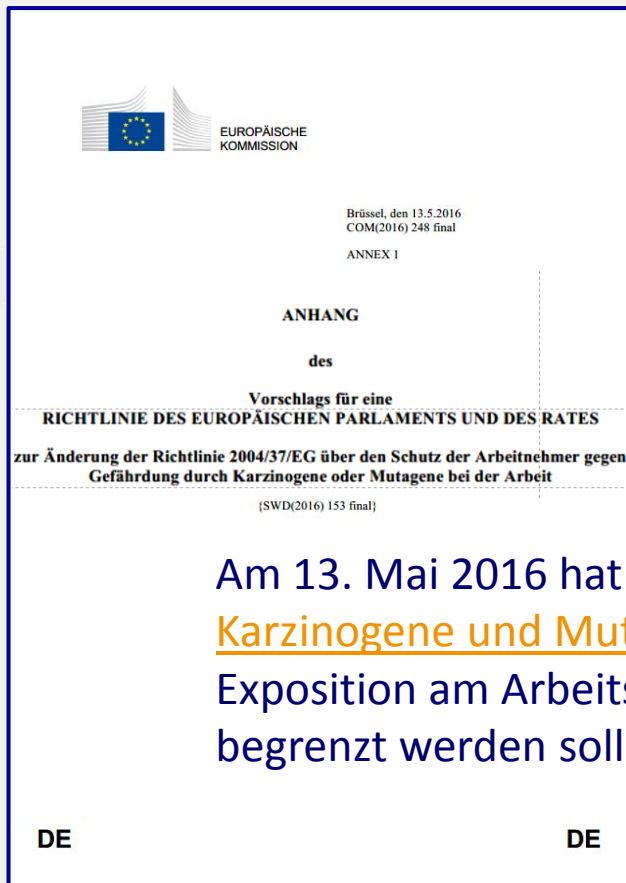 EUROPÄISCHE
KOMMISSION
Brüssel, den 13.5.2016
COM(2016) 248 final
ANNEX 1
ANHANG
des
Vorschlags für eine
RICHTLINIE DES EUROPÄISCHEN PARLAMENTS UND DES RATES
zur Änderung der Richtlinie 2004/37/EG über den Schutz der Arbeitnehmer gegen
Gefährdung durch Karzinogene oder Mutagene bei der Arbeit
{SWD(2016) 153 final}
Am 13. Mai 2016 hat
Karzinogene und Mut
Exposition am Arbeits
begrenzt werden soll
DE DE